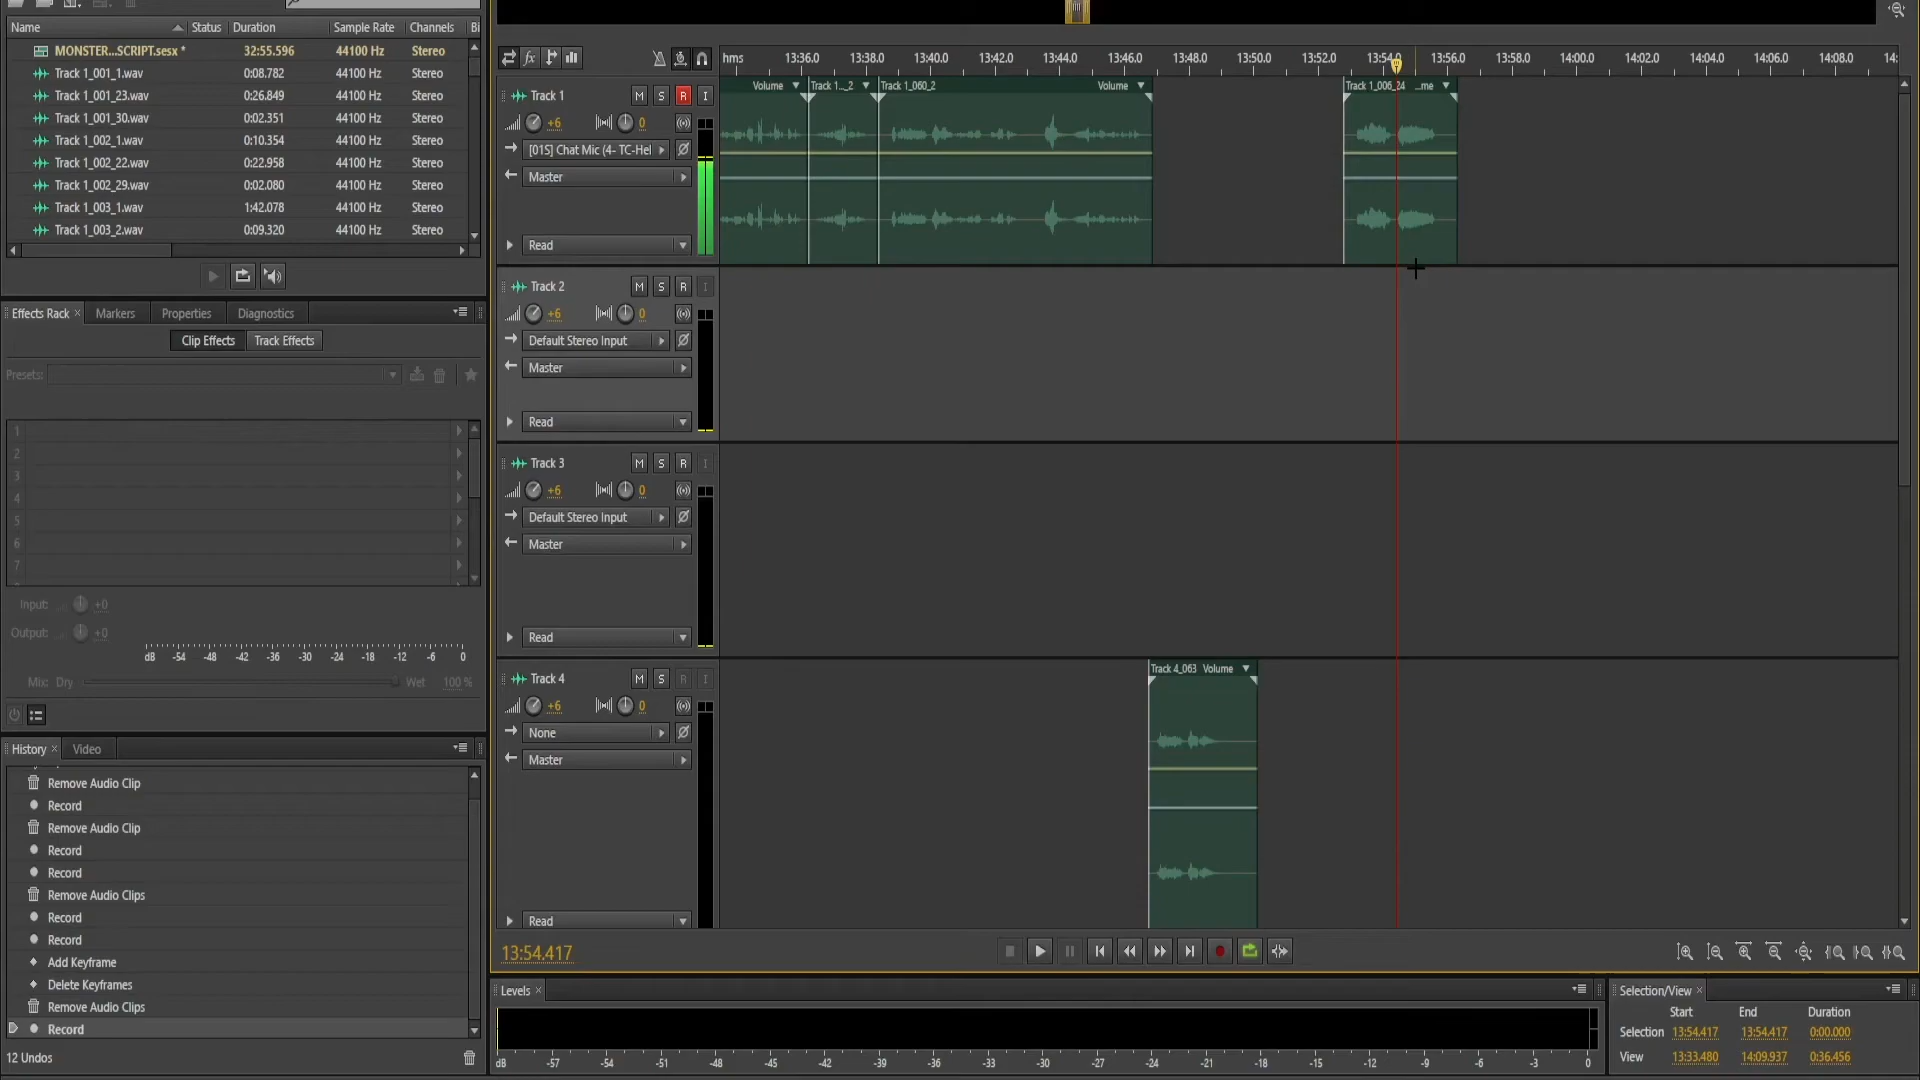 Name Status Duration Sample Rate Channels Bi
MONSTER...SCRIPT.sesx * 32:55.596 44100 Hz Stereo
Track 1_001_1.wav 0:08.782 44100 Hz Stereo
Track 1_001_23.wav 0:26.849 44100 Hz Stereo
Track 1_001_30.wav 0:02.351 44100 Hz Stereo
Track 1_002_1.wav 0:10.354 44100 Hz Stereo
Track 1_002_22.wav 0:22.958 44100 Hz Stereo
Track 1_002_29.wav 0:02.080 44100 Hz Stereo
Track 1_003_1.wav 1:42.078 44100 Hz Stereo
Track 1_003_2.wav 0:09.320 44100 Hz Stereo
Effects Rack × Markers Properties Diagnostics
Clip Effects Track Effects
Presets:
1
2
3
4
5
6
7
Input: +0
Output: +0
dB -54 -48 -42 -36 -30 -24 -18 -12 -6 0
Mix: Dry Wet 100 %
History × Video
Remove Audio Clip
Record
Remove Audio Clip
Record
Record
Remove Audio Clips
Record
Record
Add Keyframe
Delete Keyframes
Remove Audio Clips
Record
12 Undos
fx
hms 13:36.0 13:38.0 13:40.0 13:42.0 13:44.0 13:46.0 13:48.0 13:50.0 13:52.0 13:54.0 13:56.0 13:58.0 14:00.0 14:02.0 14:04.0 14:06.0 14:08.0 14:
Track 1 M S R I
+6 0
[01S] Chat Mic (4- TC-Hel
Master
Read
Volume Track 1..._2 Track 1_060_2 Volume Track 1_006_24 ...me
Track 2 M S R I
+6 0
Default Stereo Input
Master
Read
Track 3 M S R I
+6 0
Default Stereo Input
Master
Read
Track 4 M S R I
+6 0
None
Master
Read
Track 4_063 Volume
13:54.417
Levels ×
dB -57 -54 -51 -48 -45 -42 -39 -36 -33 -30 -27 -24 -21 -18 -15 -12 -9 -6 -3 0
Selection/View ×
Start End Duration
Selection 13:54.417 13:54.417 0:00.000
View 13:33.480 14:09.937 0:36.456